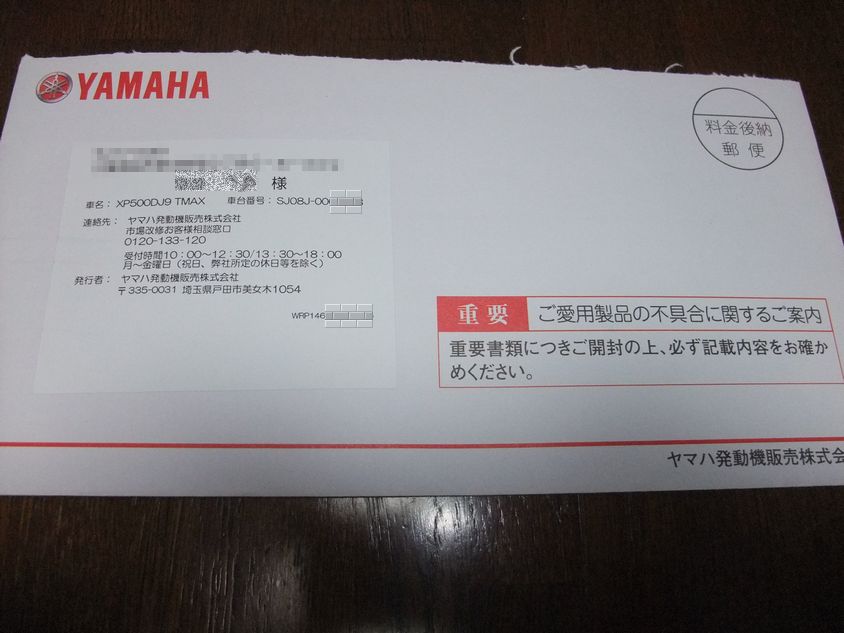 YAMAHA
料金後納
郵便
様
車名： XP500DJ9 TMAX 車台番号： SJ08J-00
連絡先： ヤマハ発動機販売株式会社
市場改修お客様相談窓口
0120-133-120
受付時間10：00～12：30/13：30～18：00
月～金曜日（祝日、弊社所定の休日等を除く）
発行者： ヤマハ発動機販売株式会社
〒335-0031 埼玉県戸田市美女木1054
WRP146
重要 ご愛用製品の不具合に関するご案内
重要書類につきご開封の上、必ず記載内容をお確か
めください。
ヤマハ発動機販売株式会